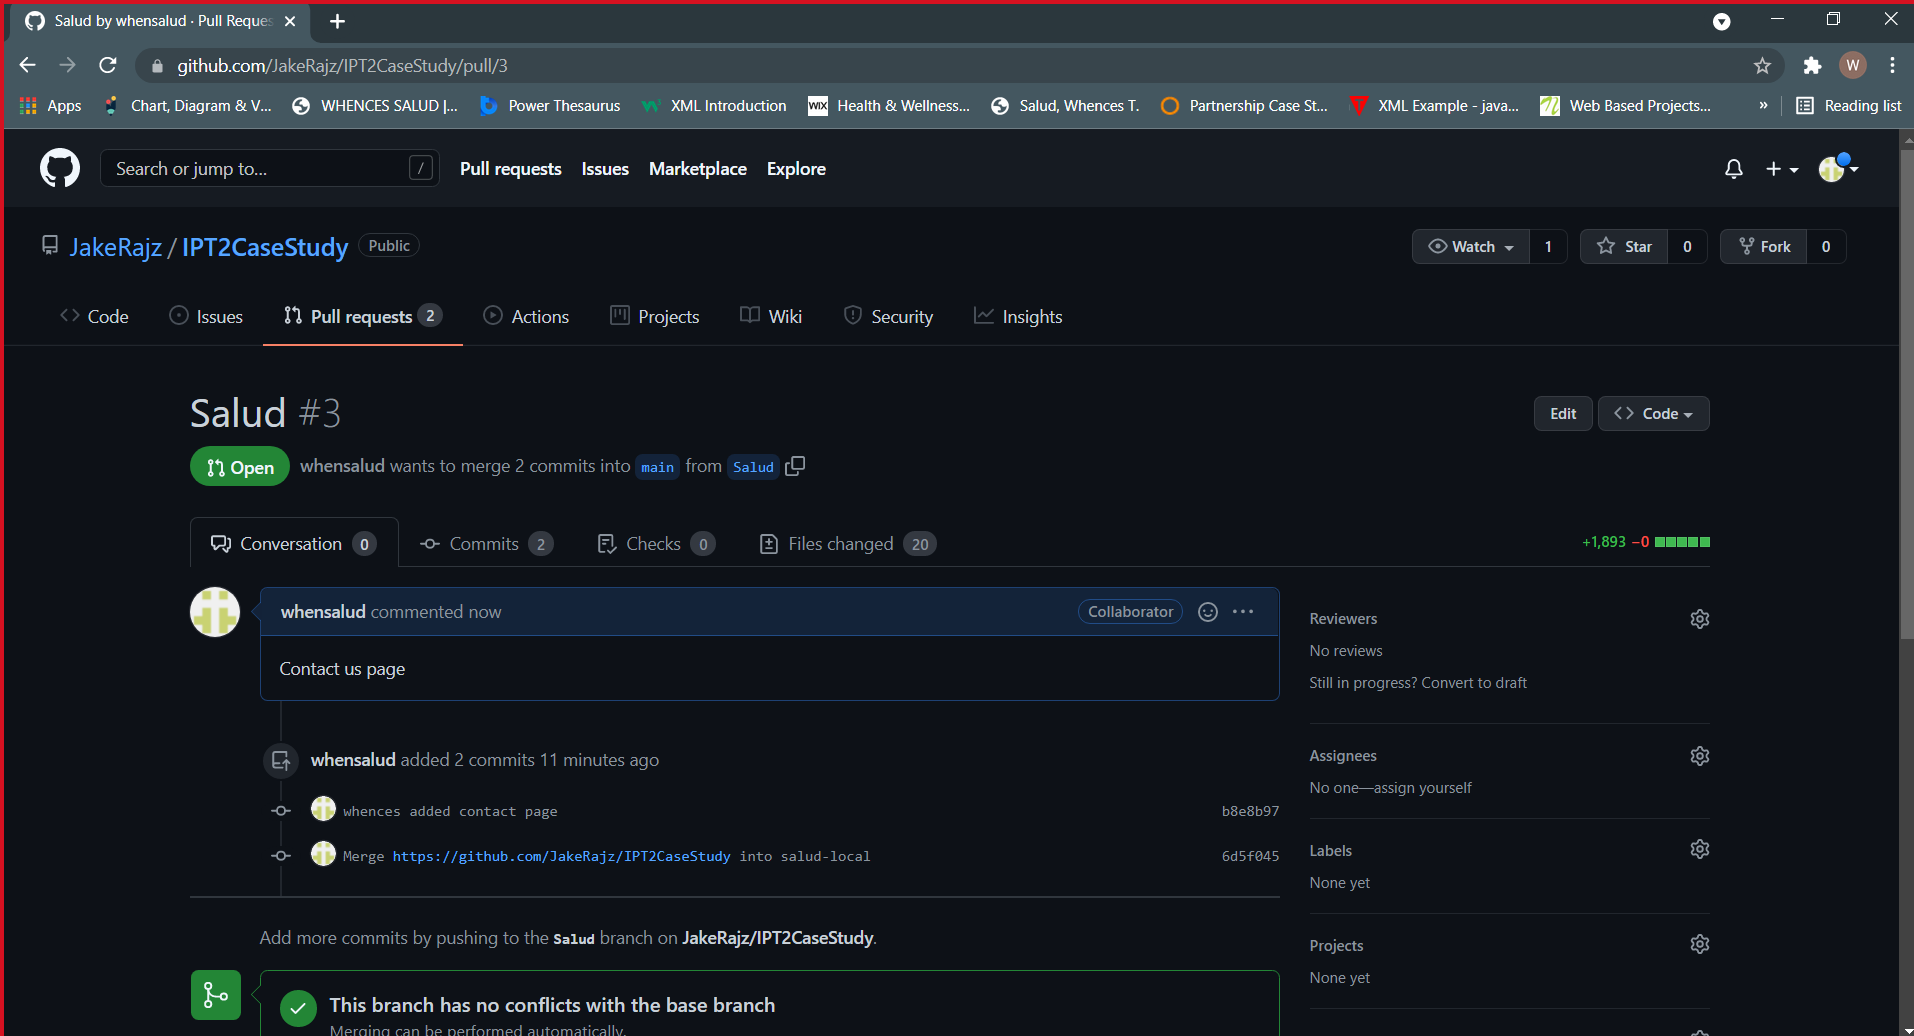 Salud by whensalud · Pull Reques
github.com/JakeRajz/IPT2CaseStudy/pull/3
W
Apps Chart, Diagram & V... WHENCES SALUD |... Power Thesaurus XML Introduction WIX Health & Wellness... Salud, Whences T. Partnership Case St... XML Example - java... Web Based Projects... » Reading list
Search or jump to... / Pull requests Issues Marketplace Explore
JakeRajz / IPT2CaseStudy Public
Watch 1 Star 0 Fork 0
Code Issues Pull requests 2 Actions Projects Wiki Security Insights
Salud #3
Edit Code
Open whensalud wants to merge 2 commits into main from Salud
Conversation 0 Commits 2 Checks 0 Files changed 20
+1,893 −0
whensalud commented now Collaborator
Contact us page
whensalud added 2 commits 11 minutes ago
whences added contact page b8e8b97
Merge https://github.com/JakeRajz/IPT2CaseStudy into salud-local 6d5f045
Add more commits by pushing to the Salud branch on JakeRajz/IPT2CaseStudy.
This branch has no conflicts with the base branch
Merging can be performed automatically.
Reviewers
No reviews
Still in progress? Convert to draft
Assignees
No one—assign yourself
Labels
None yet
Projects
None yet